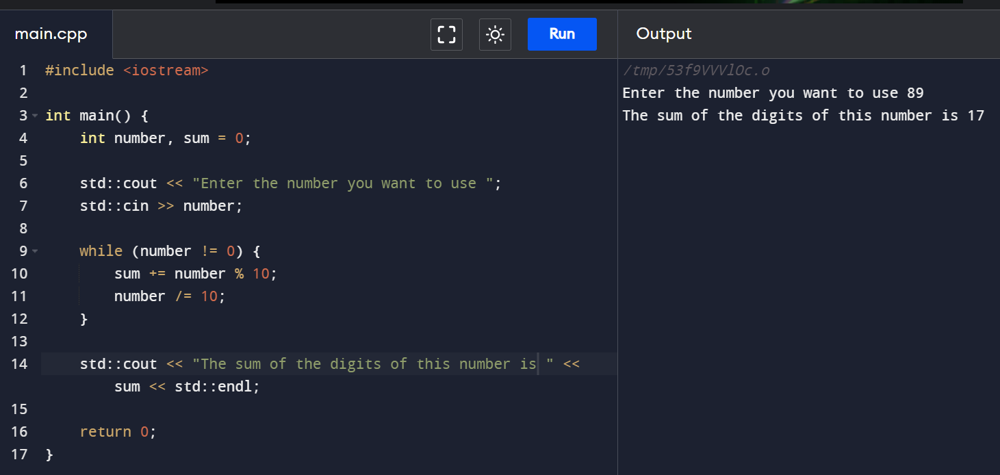 main.cpp
Run
Output
1 #include <iostream>
2
3 int main() {
4     int number, sum = 0;
5
6     std::cout << "Enter the number you want to use ";
7     std::cin >> number;
8
9     while (number != 0) {
10         sum += number % 10;
11         number /= 10;
12     }
13
14     std::cout << "The sum of the digits of this number is " <<
        sum << std::endl;
15
16     return 0;
17 }
/tmp/53f9VVVlOc.o
Enter the number you want to use 89
The sum of the digits of this number is 17